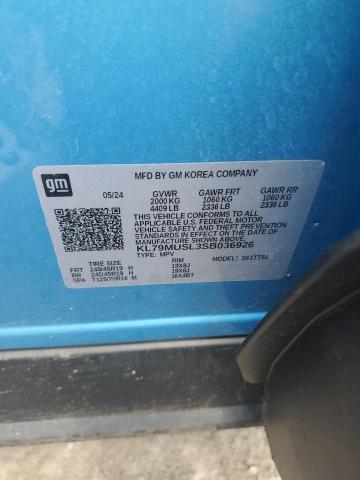 gm
MFD BY GM KOREA COMPANY
05/24 GVWR GAWR FRT GAWR RR
2000 KG 1060 KG 1060 KG
4409 LB 2336 LB 2336 LB
THIS VEHICLE CONFORMS TO ALL
APPLICABLE U.S. FEDERAL MOTOR
VEHICLE SAFETY AND THEFT PREVENTION
STANDARDS IN EFFECT ON THE DATE OF
MANUFACTURE SHOWN ABOVE.
KL79MUSL3SB036926
TYPE: MPV MODEL:
TIRE SIZE RIM
FRT 245/45R19 H 19X8J
RR 245/45R19 H 19X8J
SPA T125/70R16 M 16X4BT